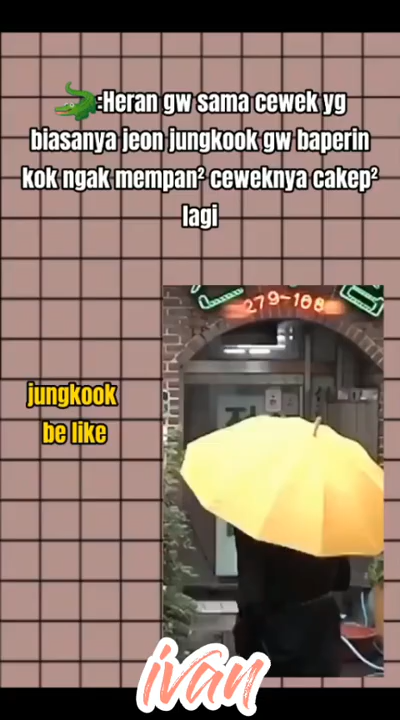 🐊:Heran gw sama cewek yg
biasanya jeon jungkook gw baperin
kok ngak mempan² ceweknya cakep²
lagi
279-168
jungkook
be like
ivan